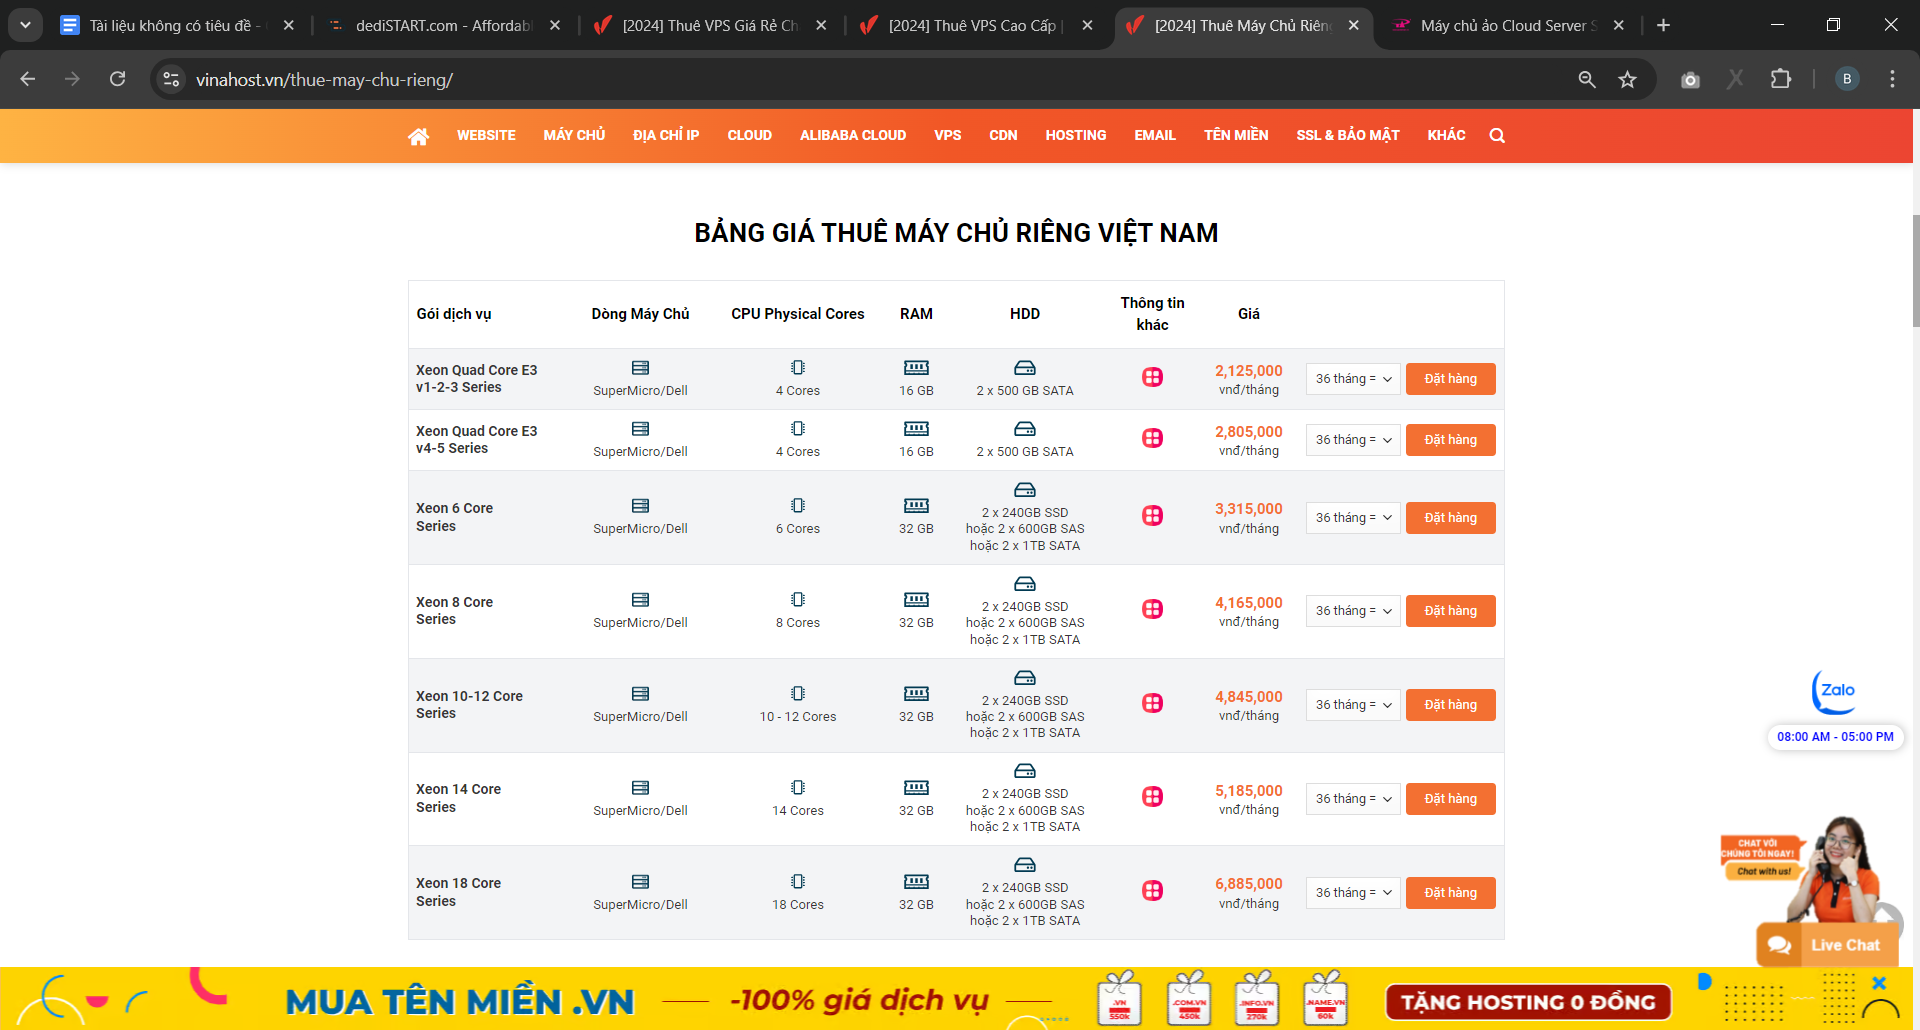 Tài liệu không có tiêu đề -
dediSTART.com - Affordabl
[2024] Thuê VPS Giá Rẻ Ch
[2024] Thuê VPS Cao Cấp |
[2024] Thuê Máy Chủ Riêng
Máy chủ ảo Cloud Server S
vinahost.vn/thue-may-chu-rieng/
B
WEBSITE MÁY CHỦ ĐỊA CHỈ IP CLOUD ALIBABA CLOUD VPS CDN HOSTING EMAIL TÊN MIỀN SSL & BẢO MẬT KHÁC
BẢNG GIÁ THUÊ MÁY CHỦ RIÊNG VIỆT NAM
Gói dịch vụ Dòng Máy Chủ CPU Physical Cores RAM HDD Thông tin khác Giá
Xeon Quad Core E3
v1-2-3 Series
SuperMicro/Dell
4 Cores
16 GB
2 x 500 GB SATA
2,125,000
vnđ/tháng
36 tháng =
Đặt hàng
Xeon Quad Core E3
v4-5 Series
SuperMicro/Dell
4 Cores
16 GB
2 x 500 GB SATA
2,805,000
vnđ/tháng
36 tháng =
Đặt hàng
Xeon 6 Core
Series
SuperMicro/Dell
6 Cores
32 GB
2 x 240GB SSD
hoặc 2 x 600GB SAS
hoặc 2 x 1TB SATA
3,315,000
vnđ/tháng
36 tháng =
Đặt hàng
Xeon 8 Core
Series
SuperMicro/Dell
8 Cores
32 GB
2 x 240GB SSD
hoặc 2 x 600GB SAS
hoặc 2 x 1TB SATA
4,165,000
vnđ/tháng
36 tháng =
Đặt hàng
Xeon 10-12 Core
Series
SuperMicro/Dell
10 - 12 Cores
32 GB
2 x 240GB SSD
hoặc 2 x 600GB SAS
hoặc 2 x 1TB SATA
4,845,000
vnđ/tháng
36 tháng =
Đặt hàng
Xeon 14 Core
Series
SuperMicro/Dell
14 Cores
32 GB
2 x 240GB SSD
hoặc 2 x 600GB SAS
hoặc 2 x 1TB SATA
5,185,000
vnđ/tháng
36 tháng =
Đặt hàng
Xeon 18 Core
Series
SuperMicro/Dell
18 Cores
32 GB
2 x 240GB SSD
hoặc 2 x 600GB SAS
hoặc 2 x 1TB SATA
6,885,000
vnđ/tháng
36 tháng =
Đặt hàng
Zalo
08:00 AM - 05:00 PM
CHAT VỚI
CHÚNG TÔI NGAY!
Chat with us!
Live Chat
MUA TÊN MIỀN .VN
-100% giá dịch vụ
.VN
550k
.COM.VN
450k
.INFO.VN
270k
.NAME.VN
60k
TẶNG HOSTING 0 ĐỒNG